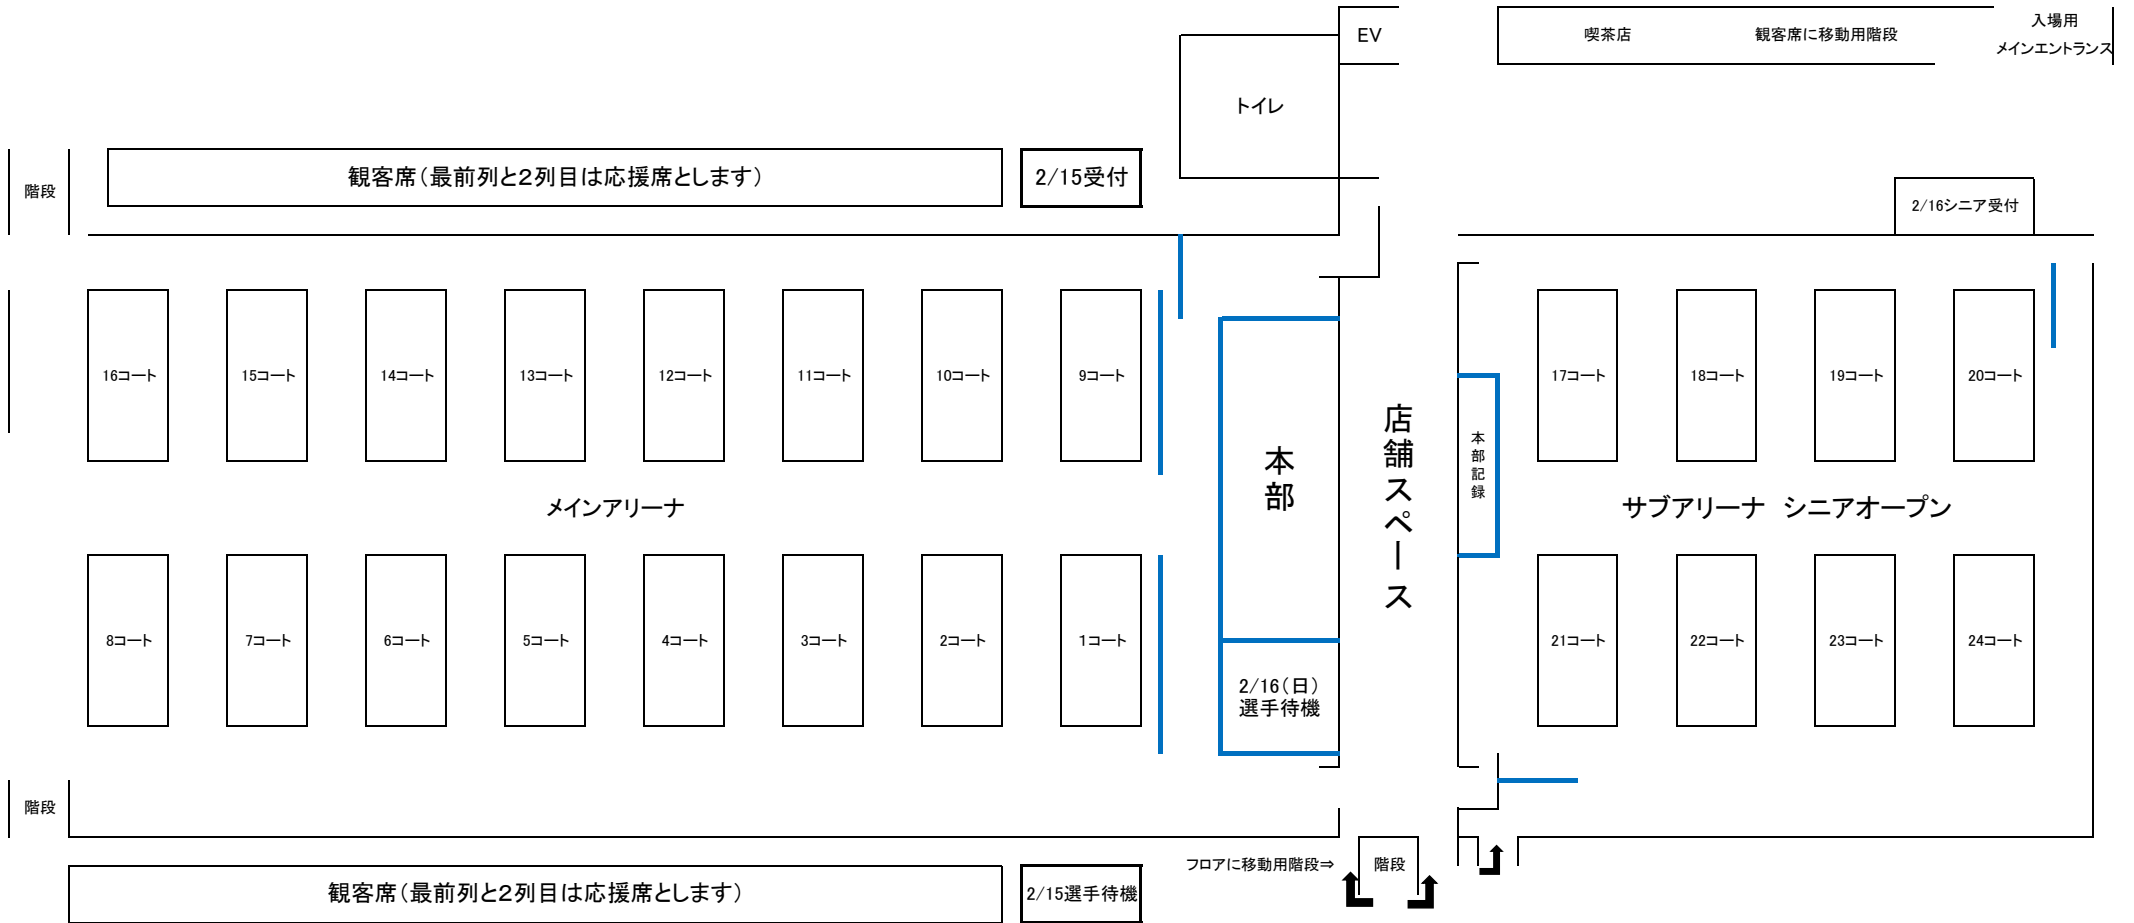 EV
喫茶店
観客席に移動用階段
入場用
メインエントランス
トイレ
階段
観客席(最前列と2列目は応援席とします)
2/15受付
2/16シニア受付
16コート
15コート
14コート
13コート
12コート
11コート
10コート
9コート
17コート
18コート
19コート
20コート
本部
店舗スペース
本部記録
メインアリーナ
サブアリーナ シニアオープン
8コート
7コート
6コート
5コート
4コート
3コート
2コート
1コート
2/16(日)
選手待機
21コート
22コート
23コート
24コート
階段
フロアに移動用階段⇒
階段
観客席(最前列と2列目は応援席とします)
2/15選手待機